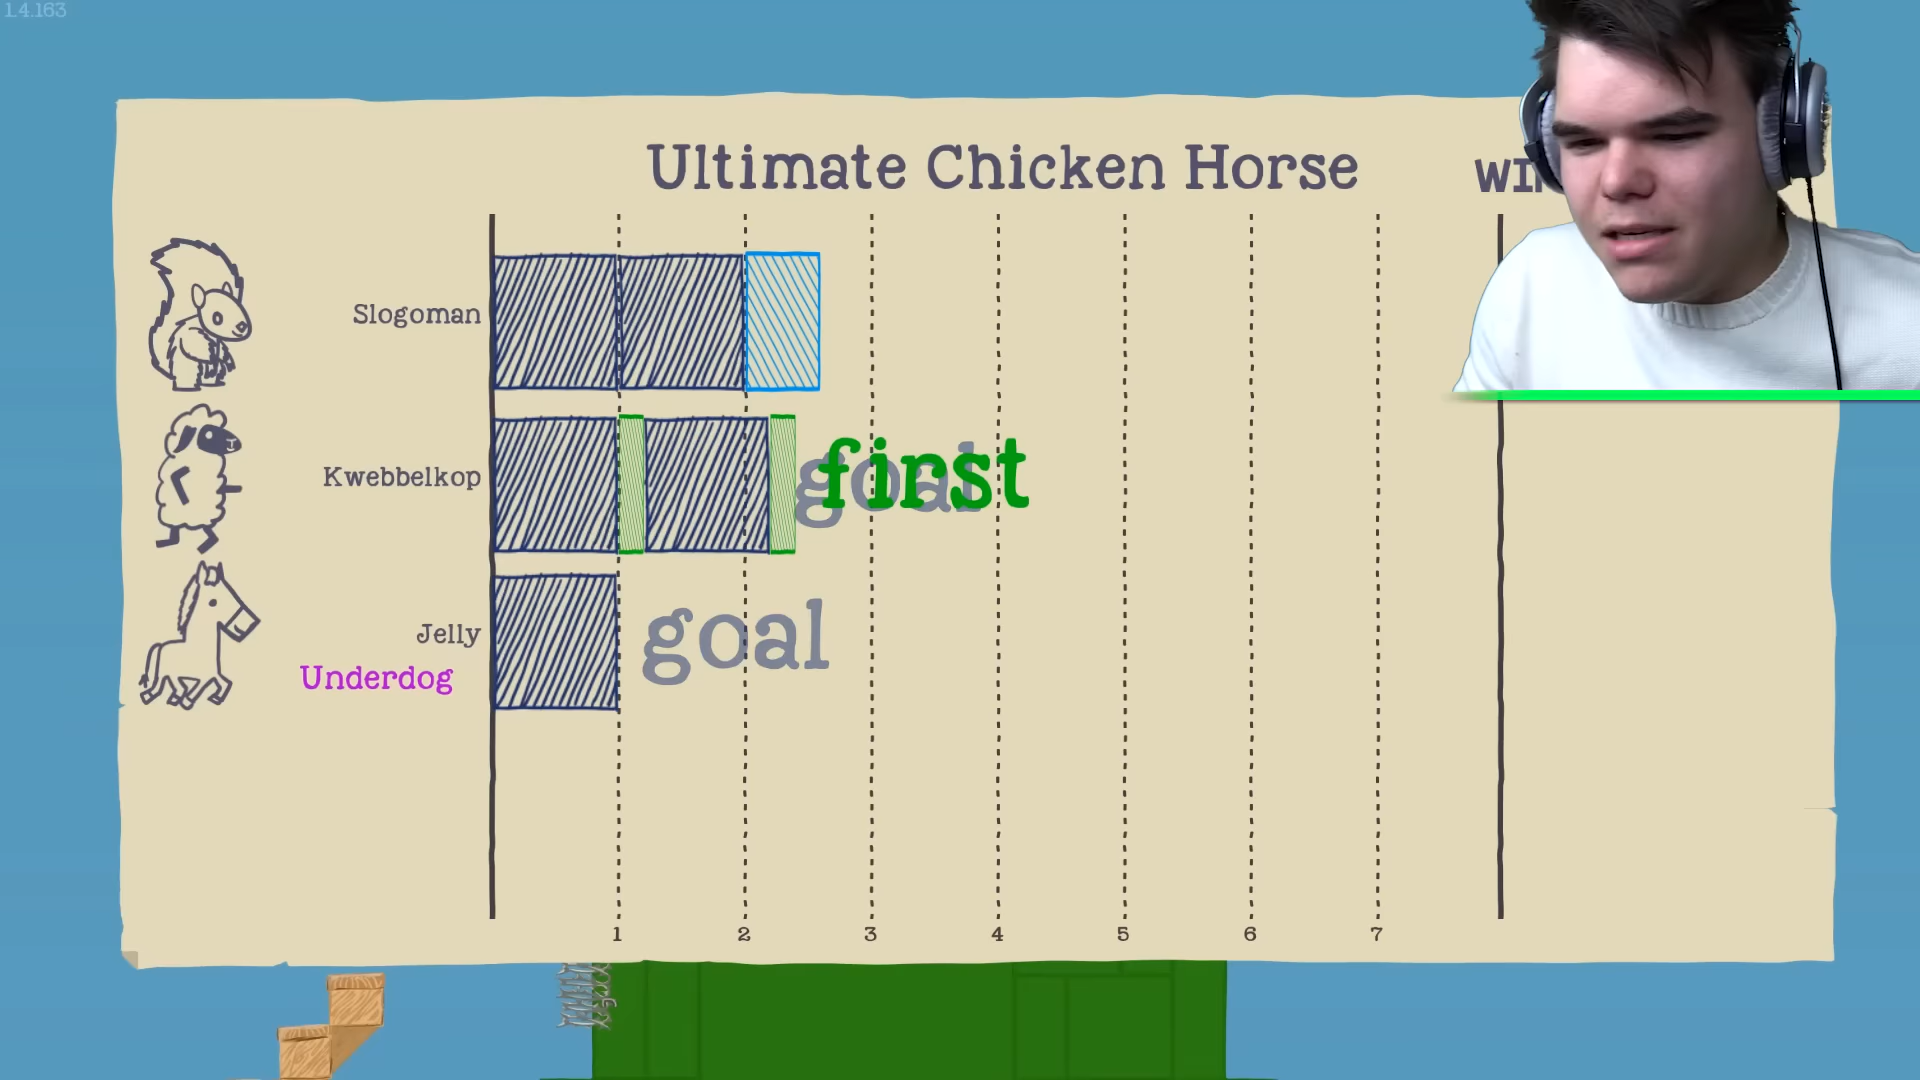 1.4.163
Ultimate Chicken Horse
Slogoman
Kwebbelkop
first
goal
Jelly
goal
Underdog
1 2 3 4 5 6 7